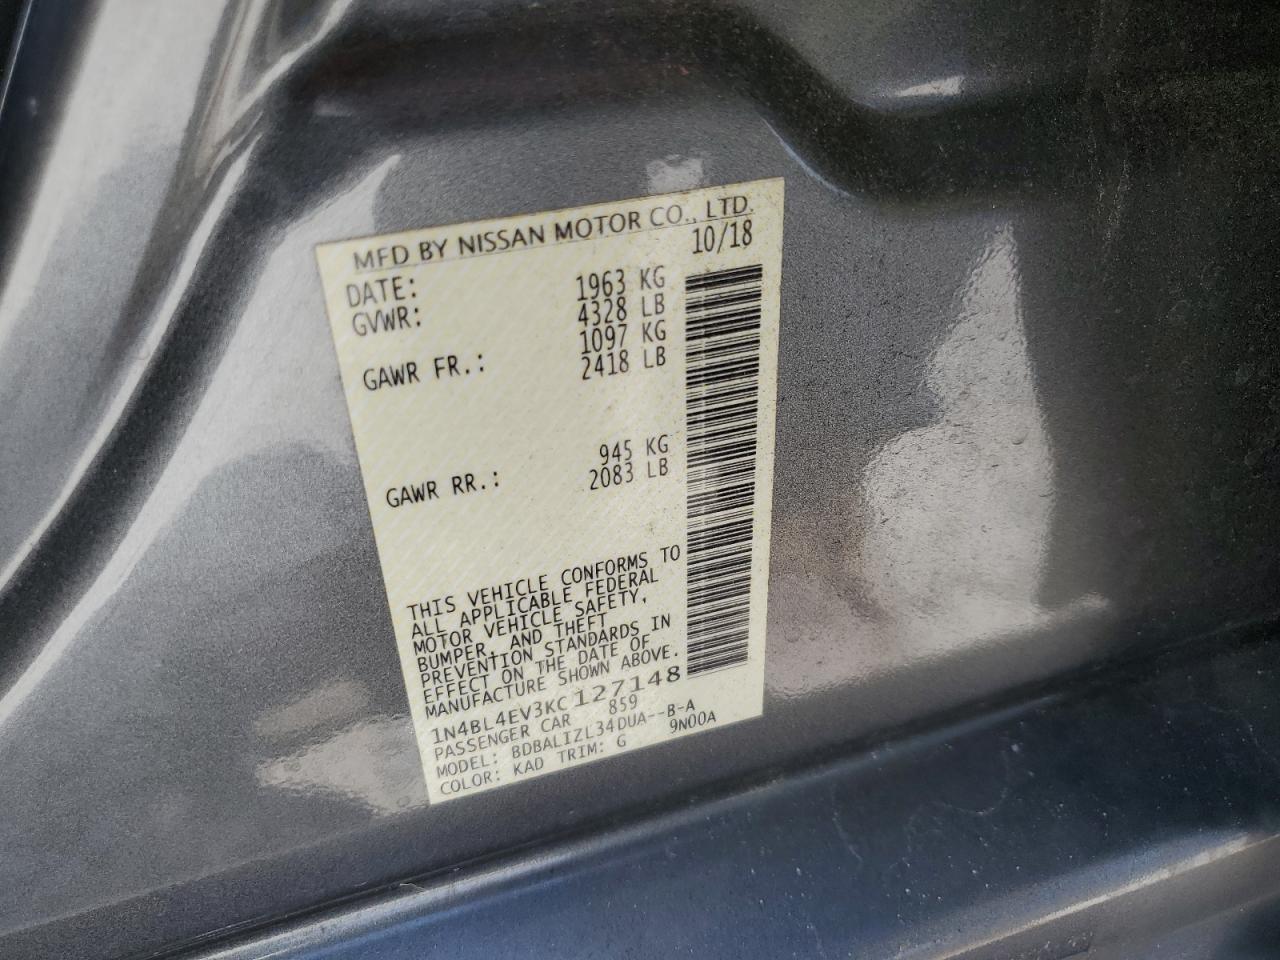 MFD BY NISSAN MOTOR CO., LTD.
DATE: 10/18
GVWR: 1963 KG
4328 LB
GAWR FR.: 1097 KG
2418 LB
GAWR RR.: 945 KG
2083 LB
THIS VEHICLE CONFORMS TO
ALL APPLICABLE FEDERAL
MOTOR VEHICLE SAFETY,
BUMPER, AND THEFT
PREVENTION STANDARDS IN
EFFECT ON THE DATE OF
MANUFACTURE SHOWN ABOVE.
1N4BL4EV3KC127148
PASSENGER CAR 859
MODEL: BDBALIZL34DUA--B-A
COLOR: KAD TRIM: G 9N00A